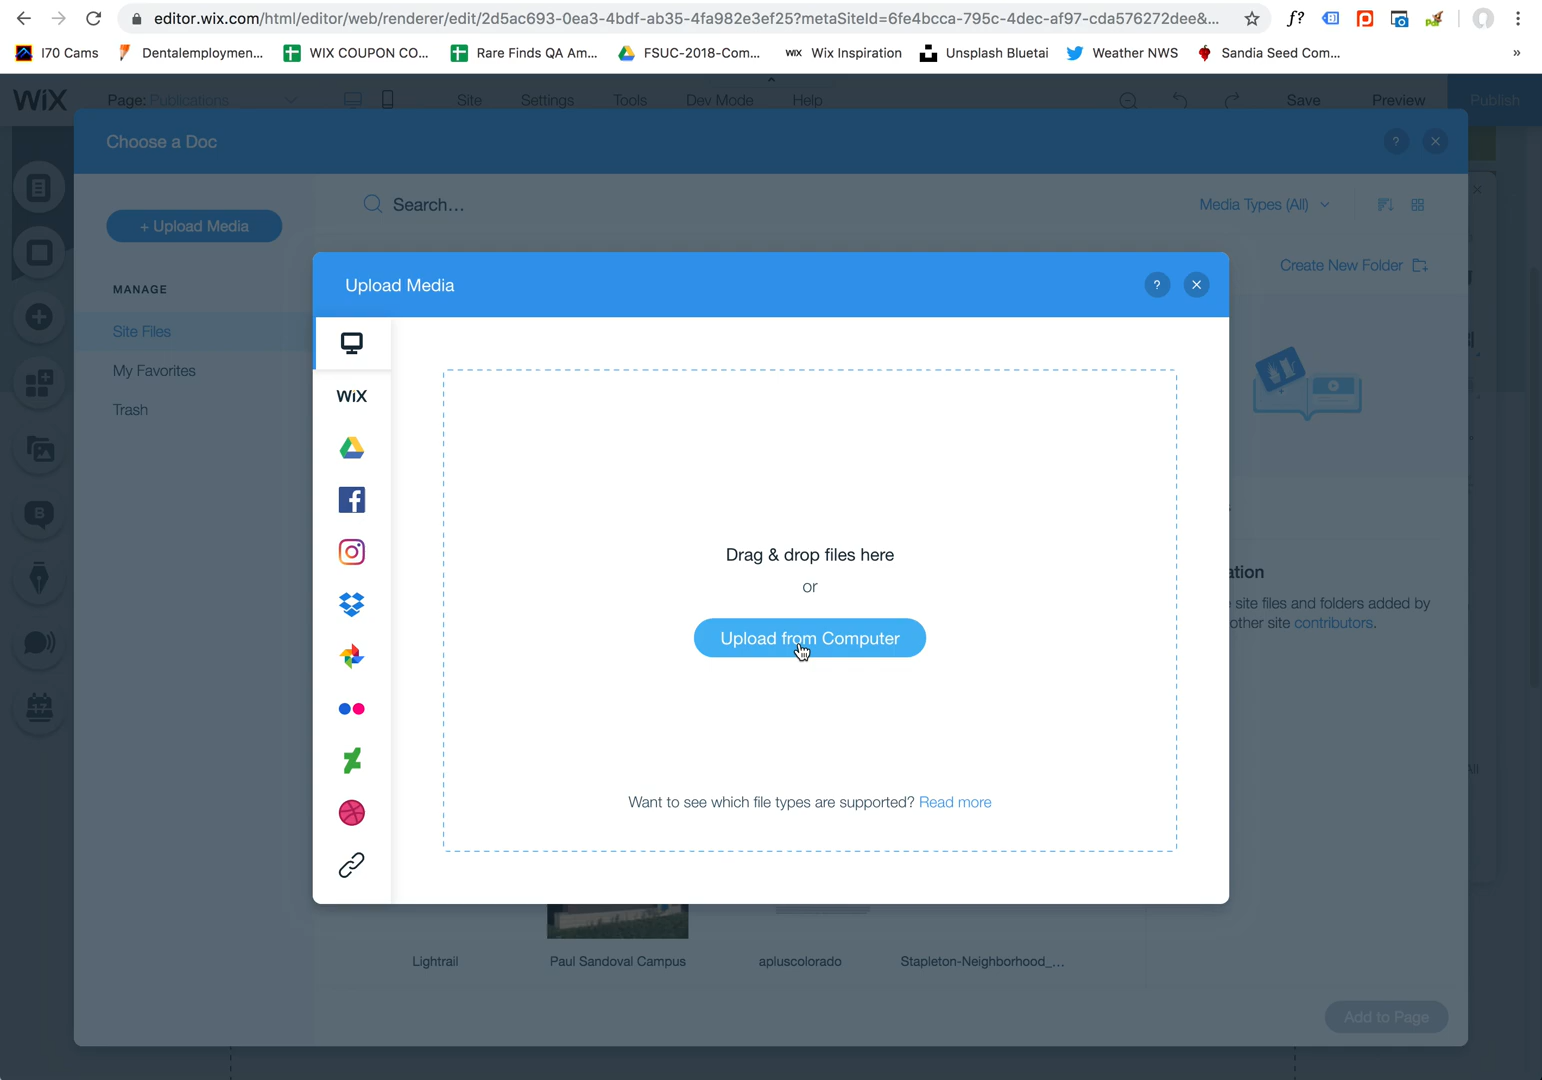 editor.wix.com/html/editor/web/renderer/edit/2d5ac693-0ea3-4bdf-ab35-4fa982e3ef25?metaSiteId=6fe4bcca-795c-4dec-af97-cda576272dee&...
f?
I70 Cams
Dentalemploymen...
WIX COUPON CO...
Rare Finds QA Am...
FSUC-2018-Com...
WIX Wix Inspiration
Unsplash Bluetai
Weather NWS
Sandia Seed Com...
»
WiX
Page: Publications
Site
Settings
Tools
Dev Mode
Help
Save
Preview
Publish
Choose a Doc
?
+ Upload Media
Search...
Media Types (All)
MANAGE
Create New Folder
Site Files
My Favorites
Trash
Upload Media
?
WiX
Drag & drop files here
or
Upload from Computer
Want to see which file types are supported? Read more
site files and folders added by
other site contributors.
B
17
Lightrail
Paul Sandoval Campus
apluscolorado
Stapleton-Neighborhood_...
Add to Page